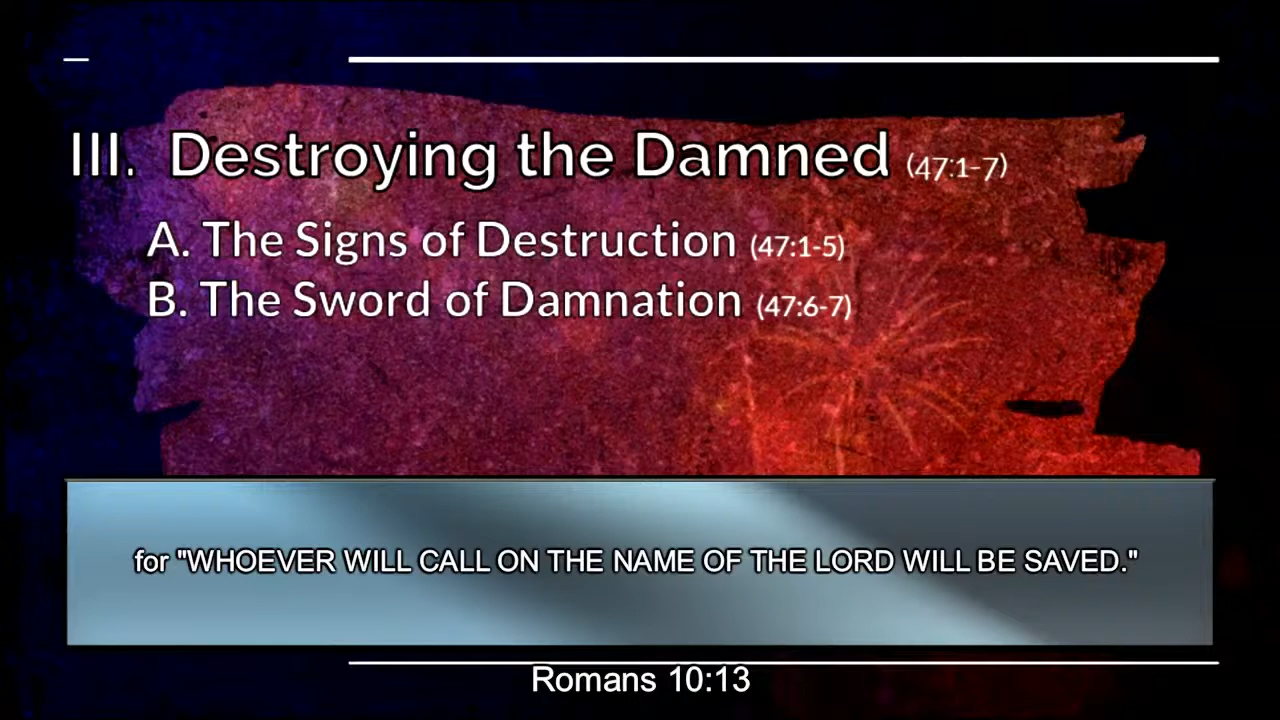 III. Destroying the Damned (47:1-7)
A. The Signs of Destruction (47:1-5)
B. The Sword of Damnation (47:6-7)
for "WHOEVER WILL CALL ON THE NAME OF THE LORD WILL BE SAVED."
Romans 10:13